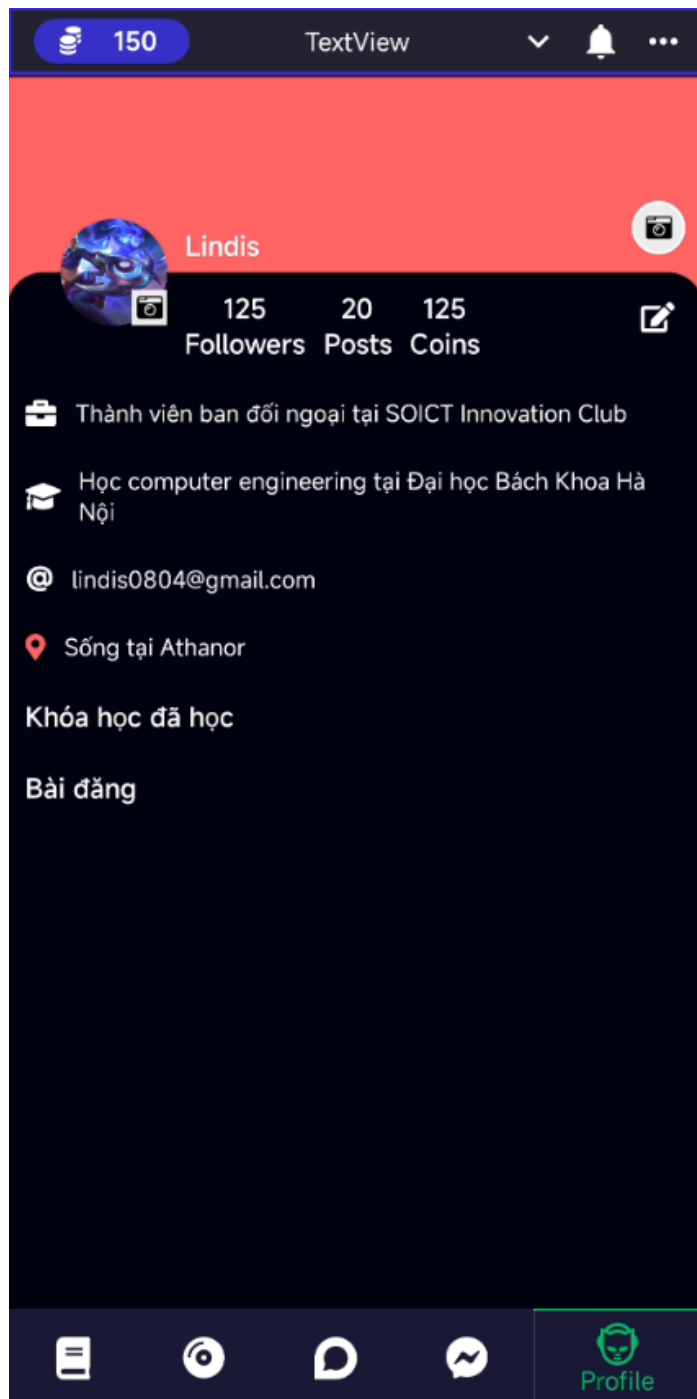 150 TextView
Lindis
125 20 125
Followers Posts Coins
Thành viên ban đối ngoại tại SOICT Innovation Club
Học computer engineering tại Đại học Bách Khoa Hà
Nội
@ lindis0804@gmail.com
Sống tại Athanor
Khóa học đã học
Bài đăng
Profile